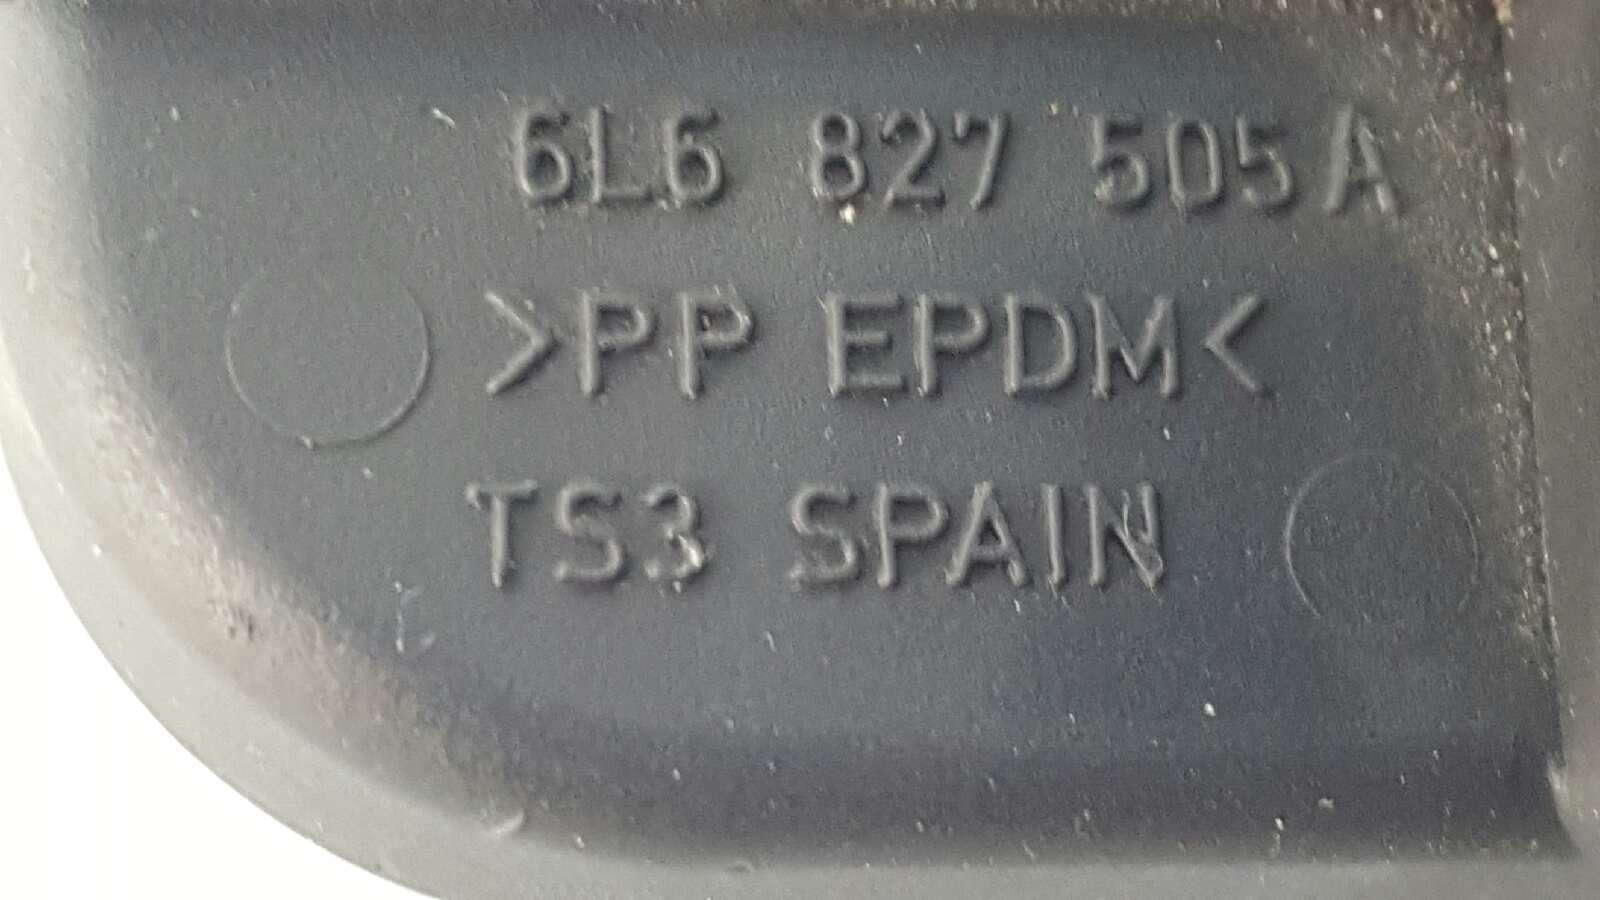 6L6 827 505A
>PP EPDM<
TS3 SPAIN